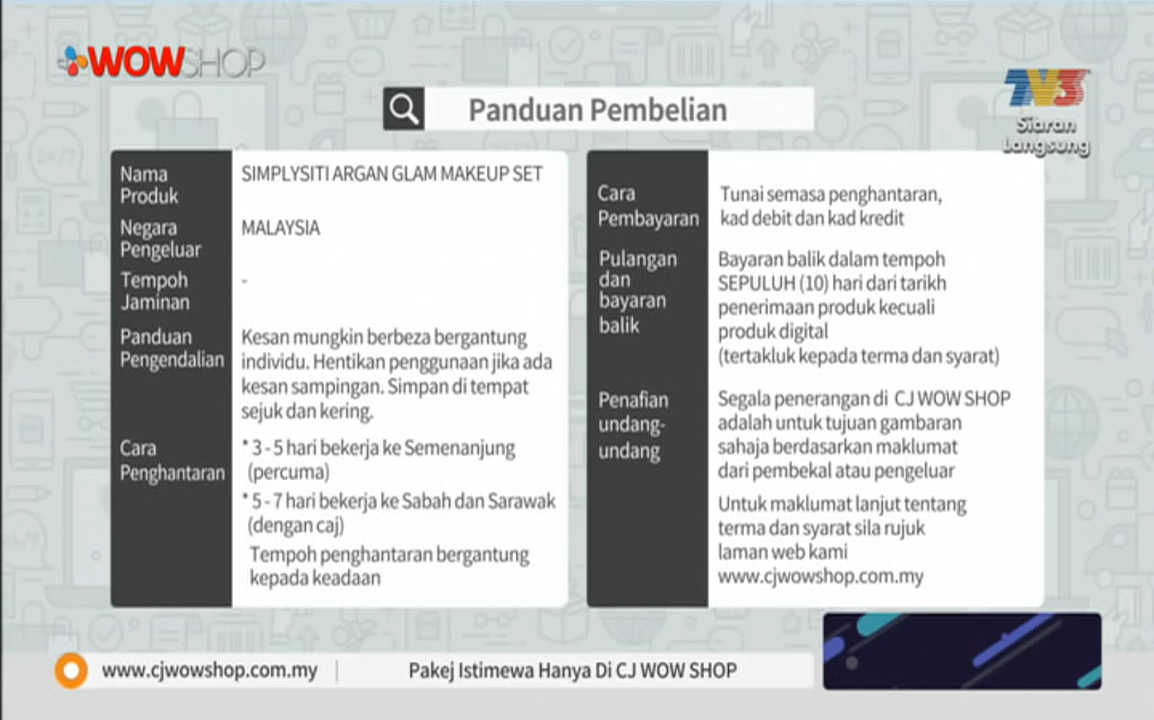 WOWSHOP
TV3
Siaran
Langsung
Panduan Pembelian
Nama
Produk
SIMPLYSITI ARGAN GLAM MAKEUP SET
Negara
Pengeluar
MALAYSIA
Tempoh
Jaminan
-
Panduan
Pengendalian
Kesan mungkin berbeza bergantung
individu. Hentikan penggunaan jika ada
kesan sampingan. Simpan di tempat
sejuk dan kering.
Cara
Penghantaran
* 3 - 5 hari bekerja ke Semenanjung
(percuma)
* 5 - 7 hari bekerja ke Sabah dan Sarawak
(dengan caj)
Tempoh penghantaran bergantung
kepada keadaan
Cara
Pembayaran
Tunai semasa penghantaran,
kad debit dan kad kredit
Pulangan
dan
bayaran
balik
Bayaran balik dalam tempoh
SEPULUH (10) hari dari tarikh
penerimaan produk kecuali
produk digital
(tertakluk kepada terma dan syarat)
Penafian
undang-
undang
Segala penerangan di CJ WOW SHOP
adalah untuk tujuan gambaran
sahaja berdasarkan maklumat
dari pembekal atau pengeluar
Untuk maklumat lanjut tentang
terma dan syarat sila rujuk
laman web kami
www.cjwowshop.com.my
www.cjwowshop.com.my
Pakej Istimewa Hanya Di CJ WOW SHOP
24/7